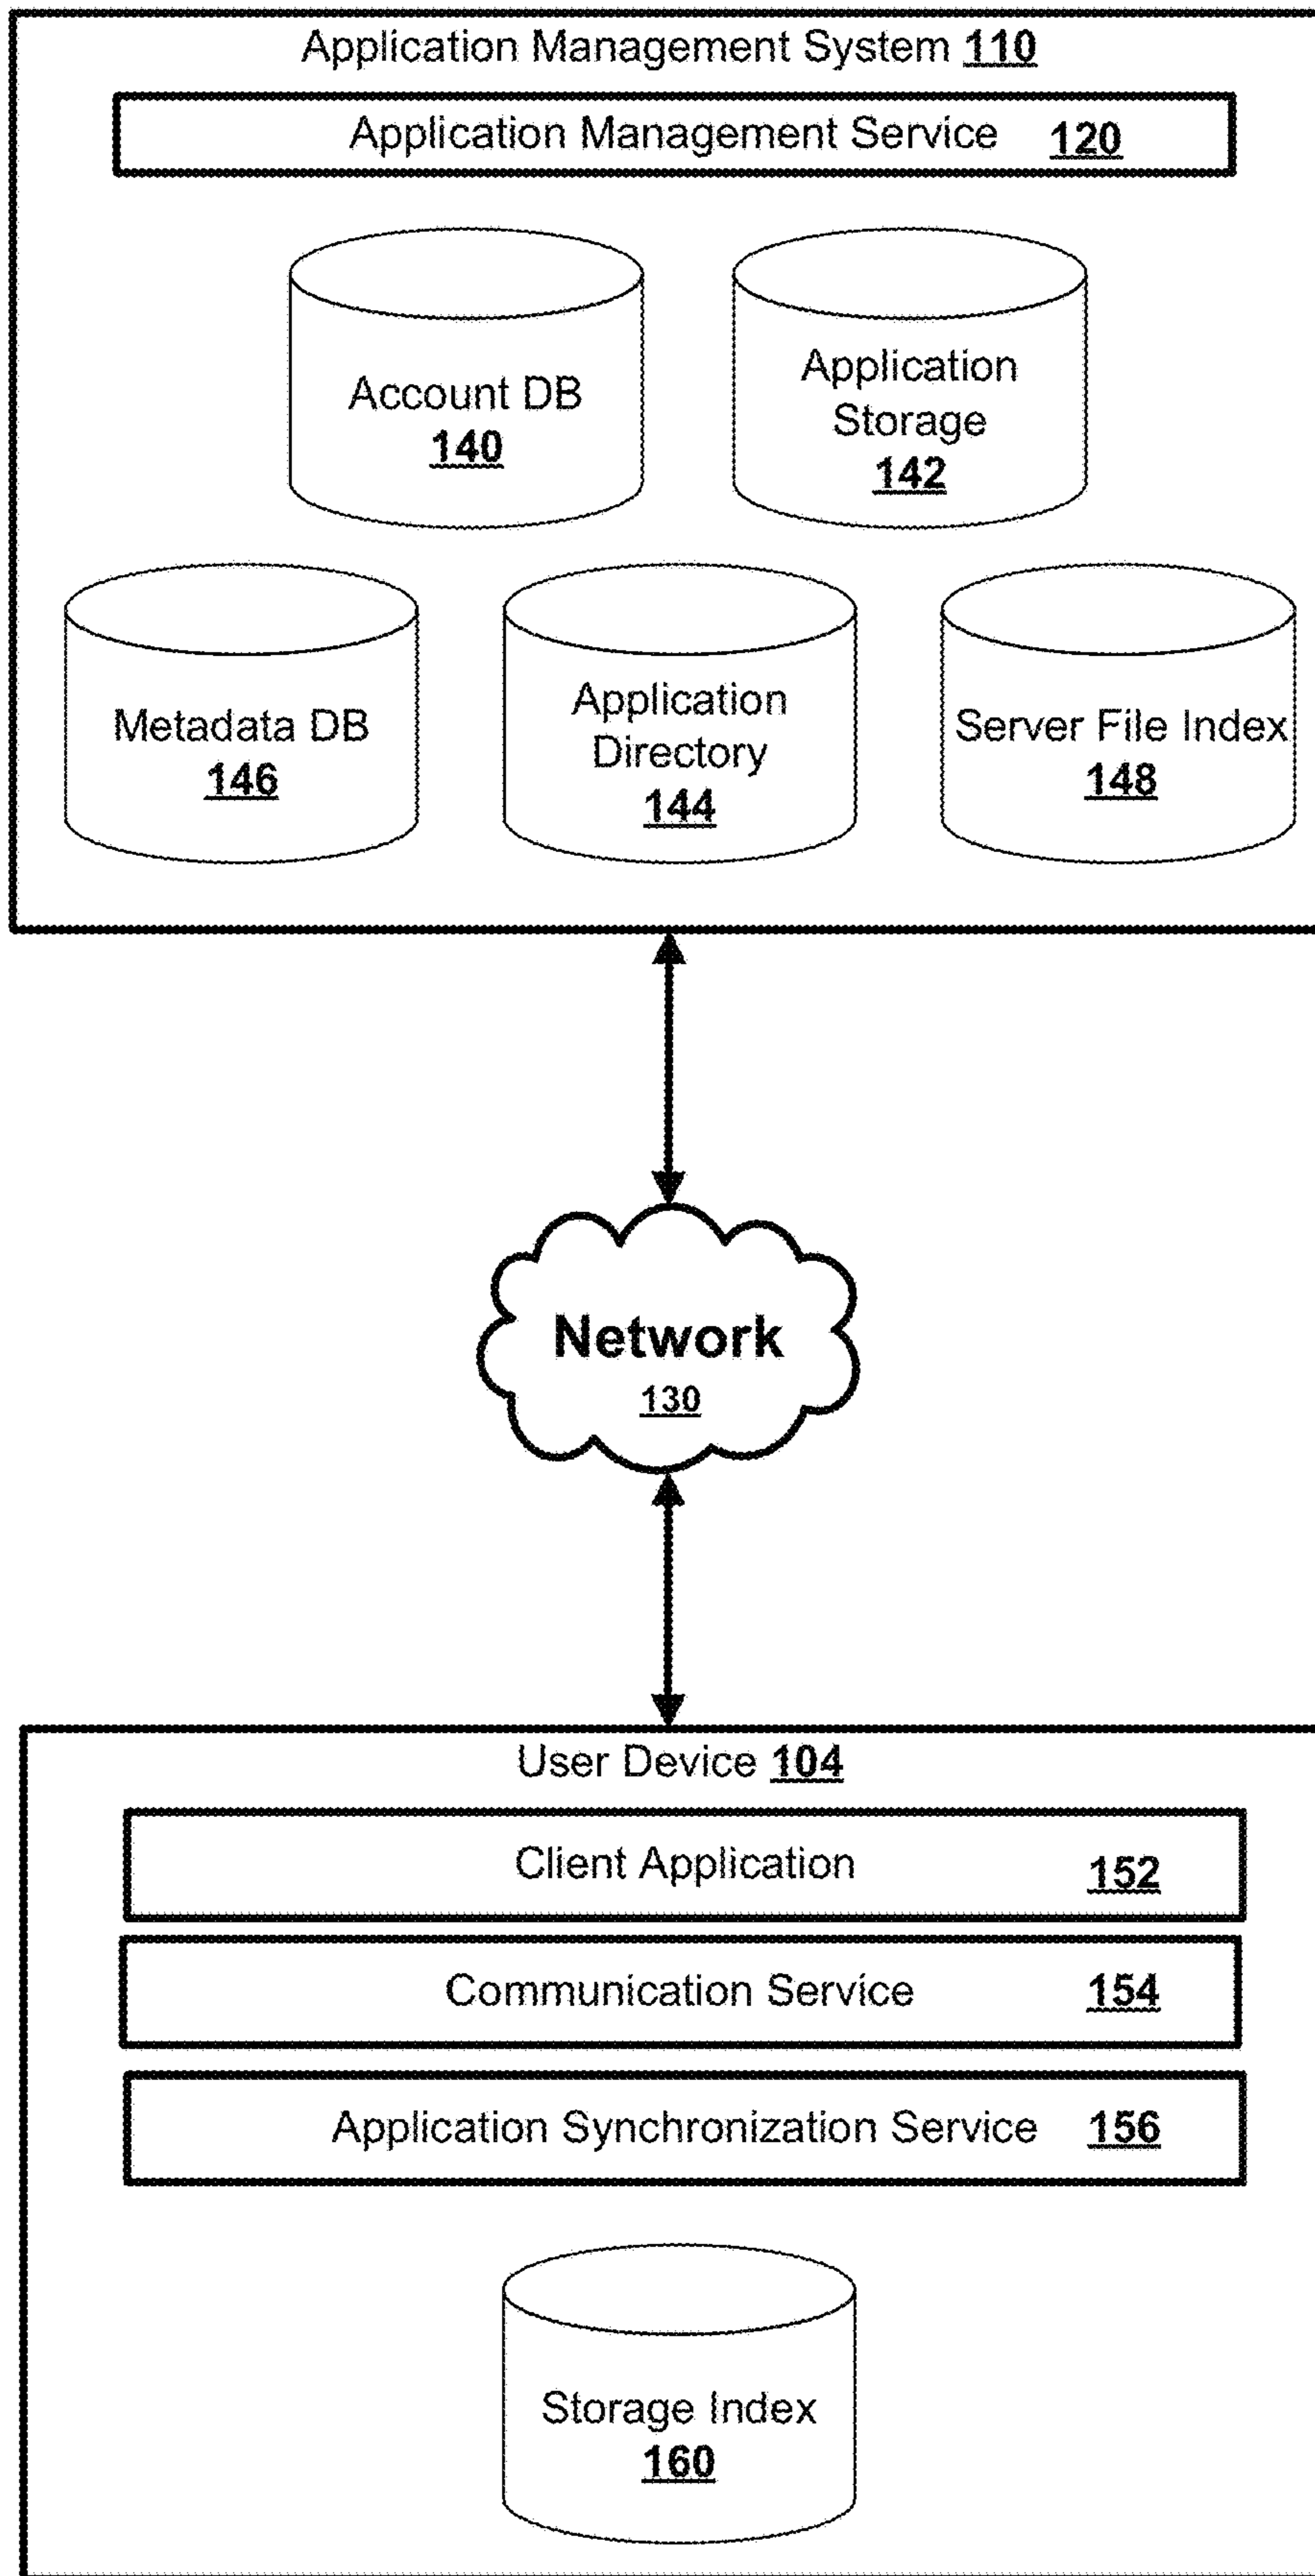 Application Management System 110
Application Management Service 120
Account DB
140
Application
Storage
142
Metadata DB
146
Application
Directory
144
Server File Index
148
Network
130
User Device 104
Client Application 152
Communication Service 154
Application Synchronization Service 156
Storage Index
160